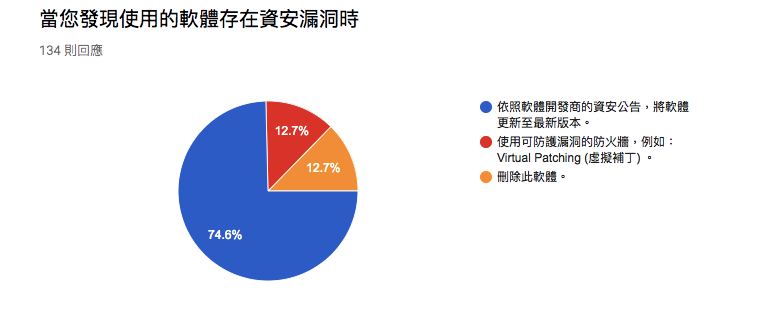 當您發現使用的軟體存在資安漏洞時
134 則回應
12.7%
12.7%
74.6%
依照軟體開發商的資安公告，將軟體
更新至最新版本。
使用可防護漏洞的防火牆，例如：
Virtual Patching (虛擬補丁) 。
刪除此軟體。